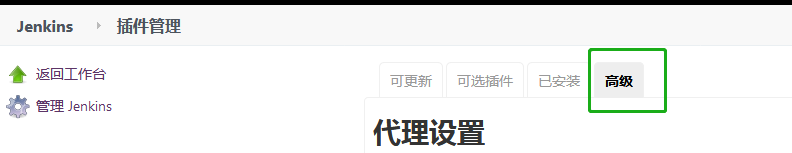 Jenkins 插件管理
返回工作台
管理 Jenkins
可更新 可选插件 已安装 高级
代理设置